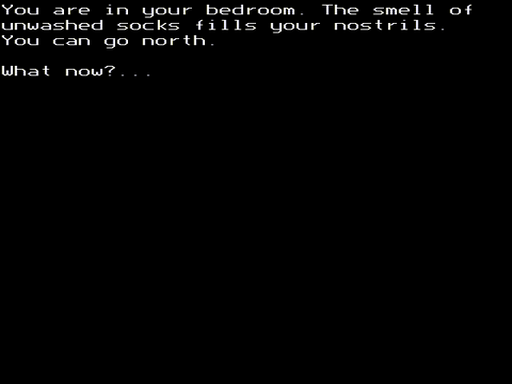 You are in your bedroom. The smell of
unwashed socks fills your nostrils.
You can go north.
What now?...